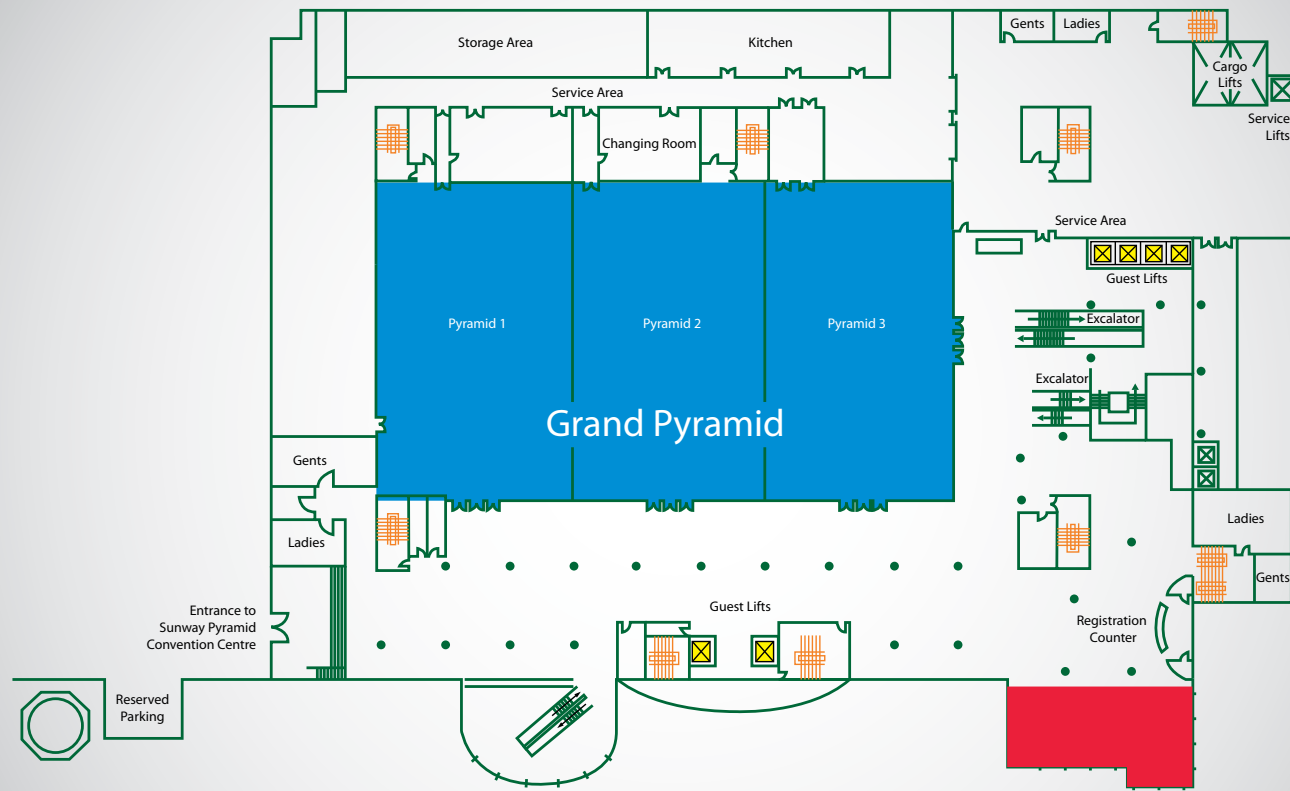 Gents
Ladies
Storage Area
Kitchen
Cargo
Lifts
Service Area
Service
Lifts
Changing Room
Service Area
Guest Lifts
Pyramid 1
Pyramid 2
Pyramid 3
Excalator
Excalator
Grand Pyramid
Gents
Ladies
Ladies
Gents
Entrance to
Sunway Pyramid
Convention Centre
Guest Lifts
Registration
Counter
Reserved
Parking